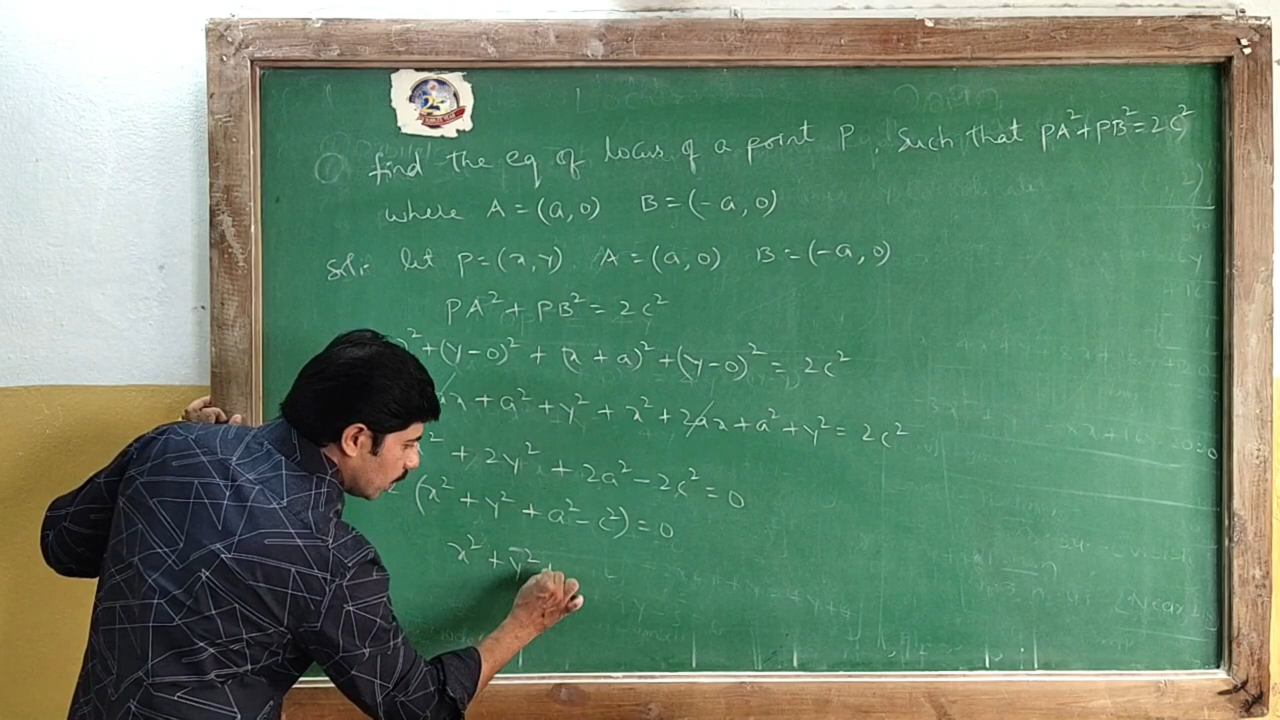 ① find the eq of locus of a point P, such that PA²+PB²=2c²
where A=(a,0) B=(-a,0)
Sol:- let P=(x,y) A=(a,0) B=(-a,0)
PA²+PB²=2c²
²+(y-0)²+(x+a)²+(y-0)²=2c²
ax+a²+y²+x²+2ax+a²+y²=2c²
²+2y²+2a²-2c²=0
(x²+y²+a²-c²)=0
x²+y²+